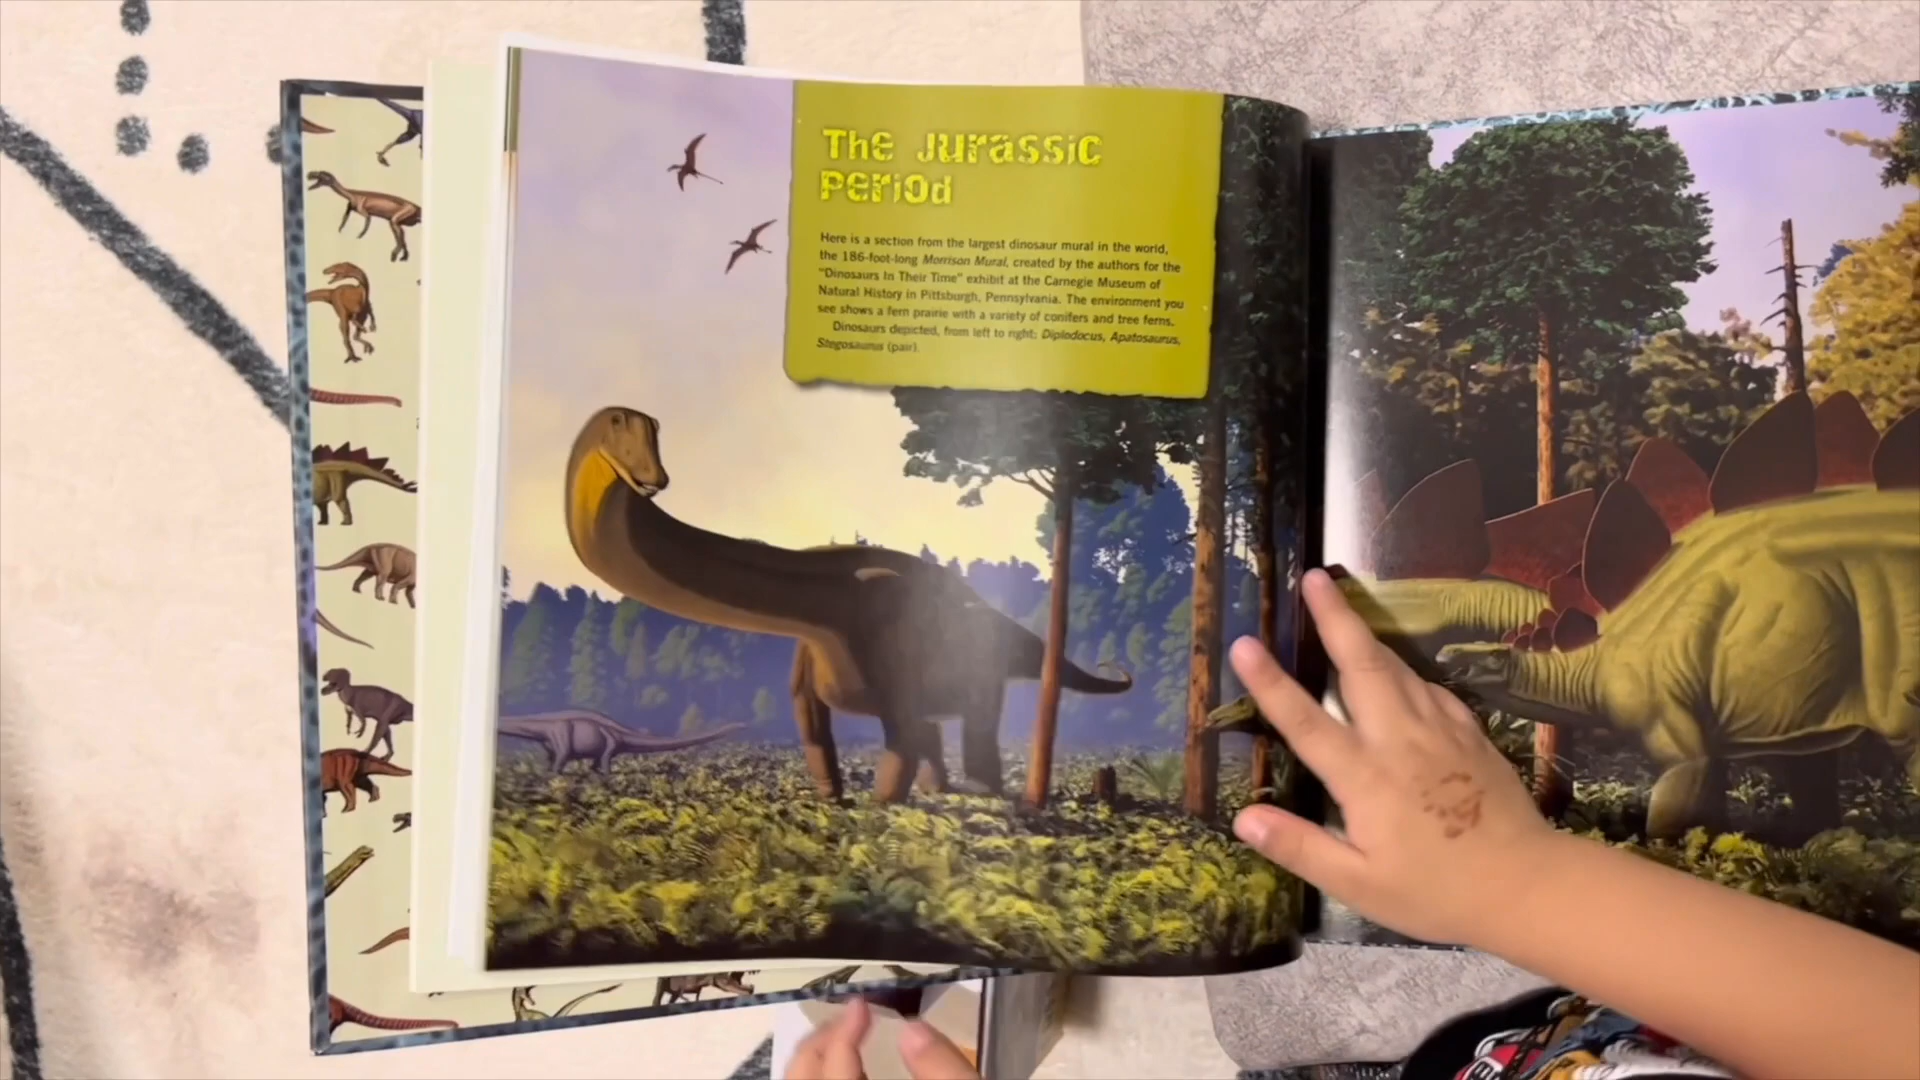 The Jurassic
Period
Here is a section from the largest dinosaur mural in the world,
the 186-foot-long Morrison Mural, created by the authors for the
"Dinosaurs In Their Time" exhibit at the Carnegie Museum of
Natural History in Pittsburgh, Pennsylvania. The environment you
see shows a fern prairie with a variety of conifers and tree ferns.
Dinosaurs depicted, from left to right: Diplodocus, Apatosaurus,
Stegosaurus (pair).